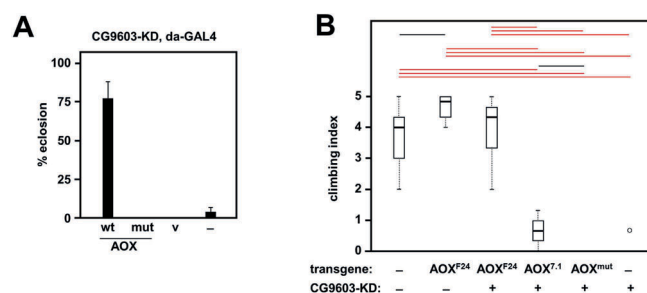 A
CG9603-KD, da-GAL4
% eclosion
100
75
50
25
0
wt mut v –
AOX
B
climbing index
5
4
3
2
1
0
transgene: – AOXF24 AOXF24 AOX7.1 AOXmut –
CG9603-KD: – – + + + +